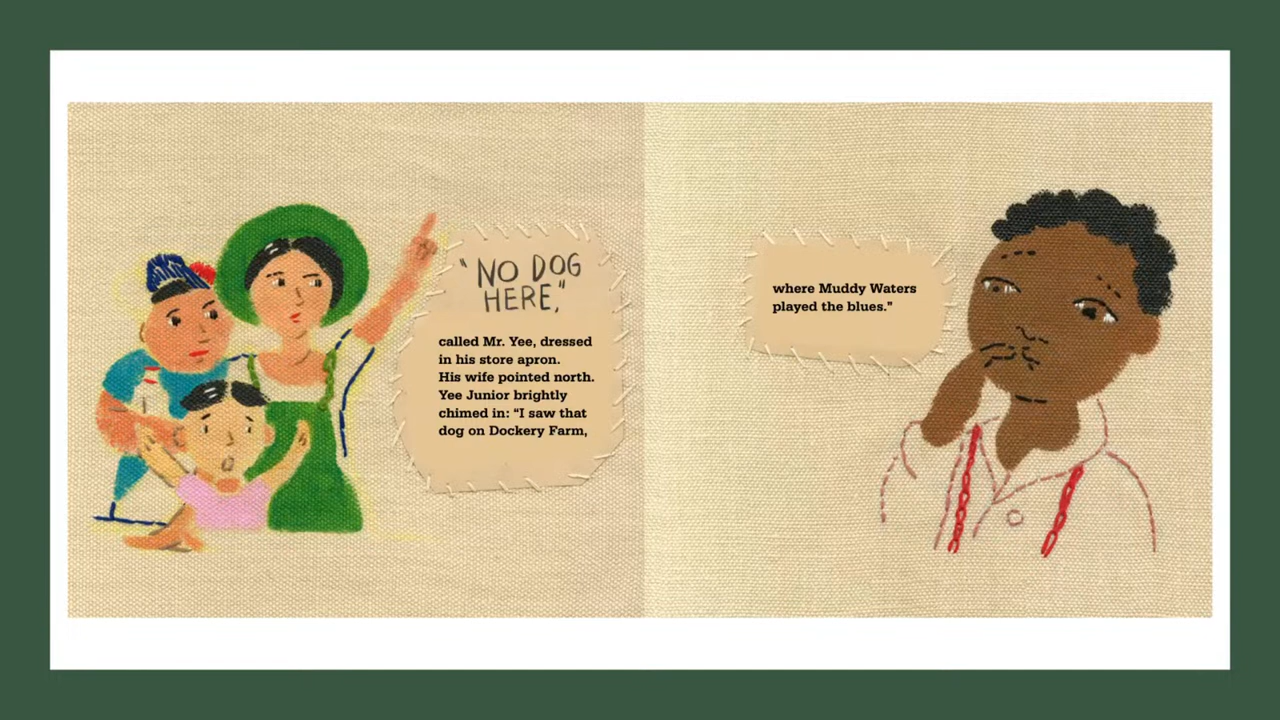 "NO DOG
HERE,"
called Mr. Yee, dressed
in his store apron.
His wife pointed north.
Yee Junior brightly
chimed in: “I saw that
dog on Dockery Farm,
where Muddy Waters
played the blues.”